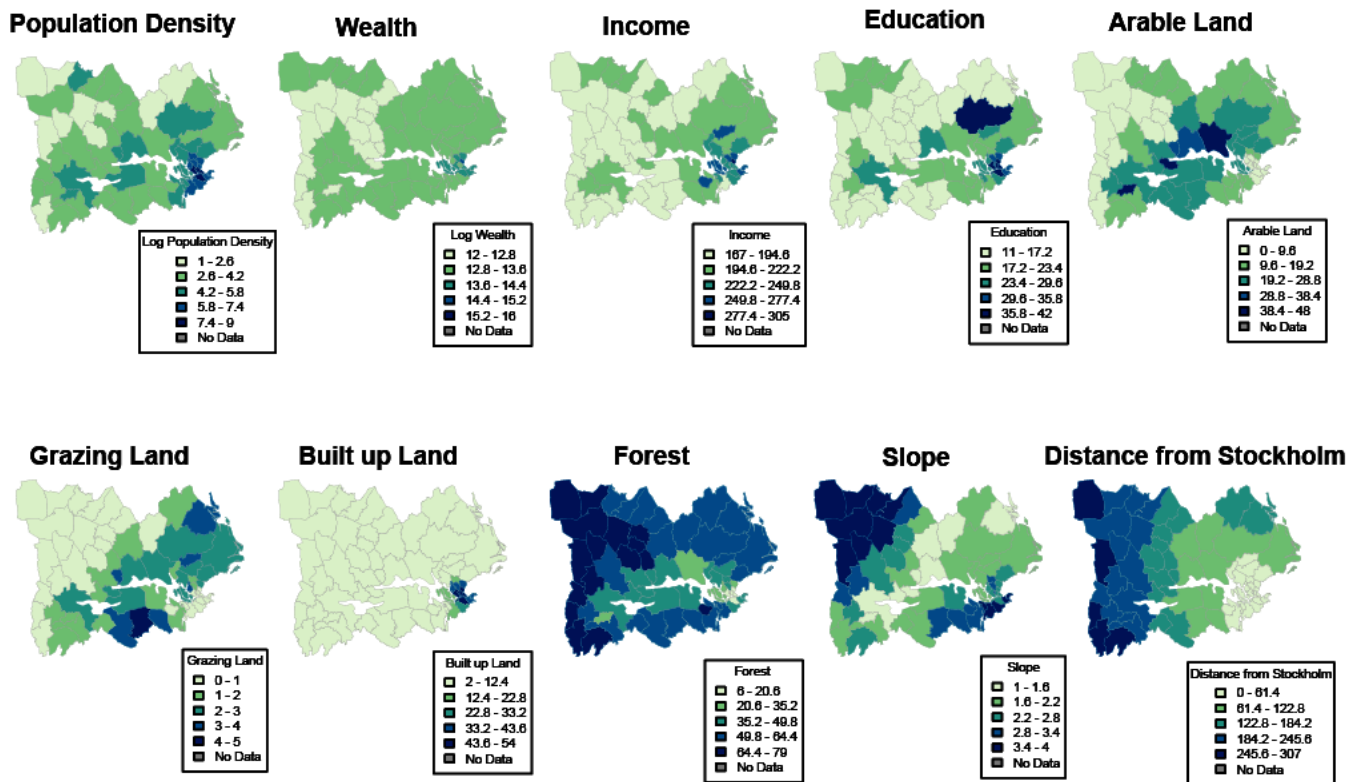 Population Density
Wealth
Income
Education
Arable Land
Log Population Density
1 - 2.6
2.6 - 4.2
4.2 - 5.8
5.8 - 7.4
7.4 - 9
No Data
Log Wealth
12 - 12.8
12.8 - 13.6
13.6 - 14.4
14.4 - 15.2
15.2 - 16
No Data
Income
167 - 194.6
194.6 - 222.2
222.2 - 249.8
249.8 - 277.4
277.4 - 305
No Data
Education
11 - 17.2
17.2 - 23.4
23.4 - 29.6
29.6 - 35.8
35.8 - 42
No Data
Arable Land
0 - 9.6
9.6 - 19.2
19.2 - 28.8
28.8 - 38.4
38.4 - 48
No Data
Grazing Land
Built up Land
Forest
Slope
Distance from Stockholm
Grazing Land
0 - 1
1 - 2
2 - 3
3 - 4
4 - 5
No Data
Built up Land
2 - 12.4
12.4 - 22.8
22.8 - 33.2
33.2 - 43.6
43.6 - 54
No Data
Forest
6 - 20.6
20.6 - 35.2
35.2 - 49.8
49.8 - 64.4
64.4 - 79
No Data
Slope
1 - 1.6
1.6 - 2.2
2.2 - 2.8
2.8 - 3.4
3.4 - 4
No Data
Distance from Stockholm
0 - 61.4
61.4 - 122.8
122.8 - 184.2
184.2 - 245.6
245.6 - 307
No Data